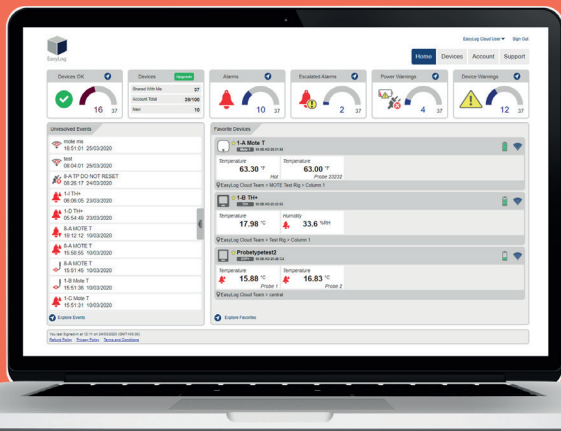 EasyLog Cloud User Sign Out
EasyLog
Home Devices Account Support
Devices OK
16 37
Devices Upgrade
Shared With Me 37
Account Total 39/100
New 10
Alarms
10 37
Escalated Alarms
2 37
Power Warnings
4 37
Device Warnings
12 37
Unresolved Events
mote me
18:51:01 25/03/2020
test
08:04:01 25/03/2020
8-A TP DO NOT RESET
08:26:17 24/03/2020
1-I TH+
06:06:05 23/03/2020
1-D TH+
05:54:49 23/03/2020
8-A MOTE T
19:12:12 10/03/2020
8-A MOTE T
15:58:55 10/03/2020
8-A MOTE T
15:51:45 10/03/2020
1-B Mote T
15:51:36 10/03/2020
1-C Mote T
15:51:31 10/03/2020
Explore Events
Favorite Devices
1-A Mote T
Temperature Temperature
63.30 °F 63.00 °F
Hot Probe 23232
EasyLog Cloud Team > MOTE Test Rig > Column 1
1-B TH+
Temperature Humidity
17.98 °C 33.6 %RH
EasyLog Cloud Team > Test Rig > Column 1
Probetypetest2
Temperature Temperature
15.88 °C 16.83 °C
Probe 1 Probe 2
EasyLog Cloud Team > central
Explore Favorites
Refund Policy Privacy Policy Terms and Conditions